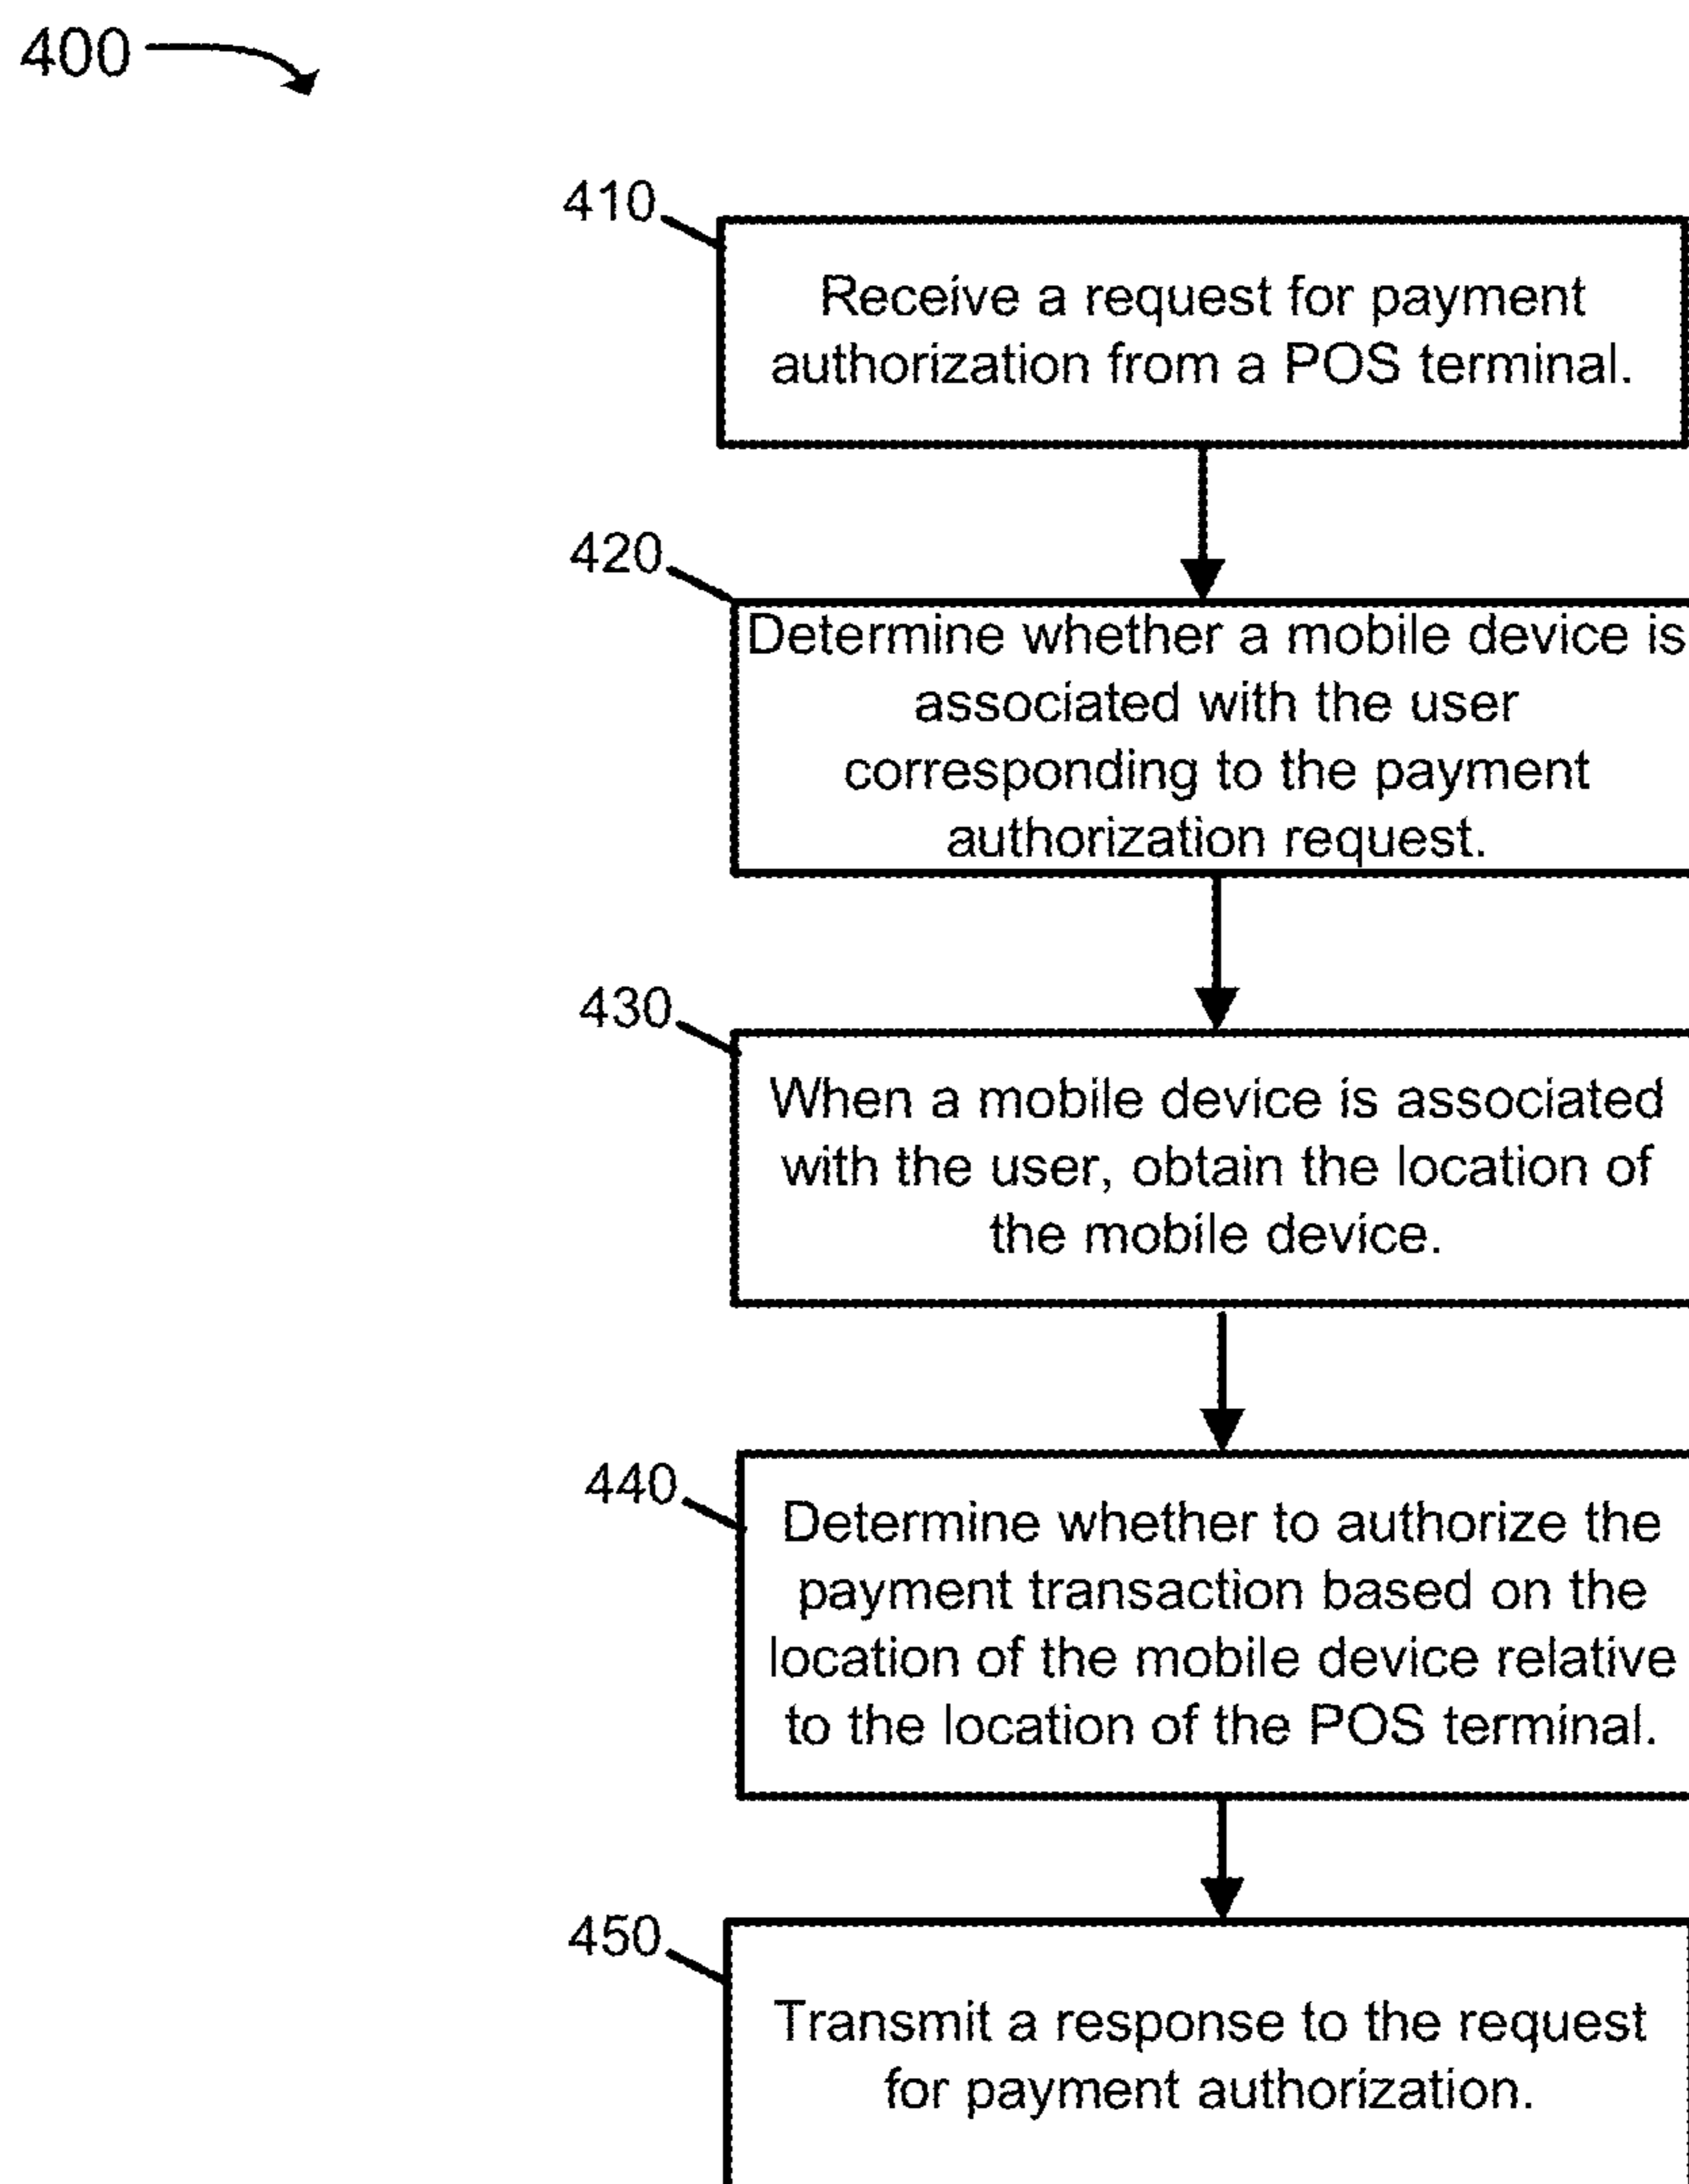 400
410
Receive a request for payment
authorization from a POS terminal.
420
Determine whether a mobile device is
associated with the user
corresponding to the payment
authorization request.
430
When a mobile device is associated
with the user, obtain the location of
the mobile device.
440
Determine whether to authorize the
payment transaction based on the
location of the mobile device relative
to the location of the POS terminal.
450
Transmit a response to the request
for payment authorization.